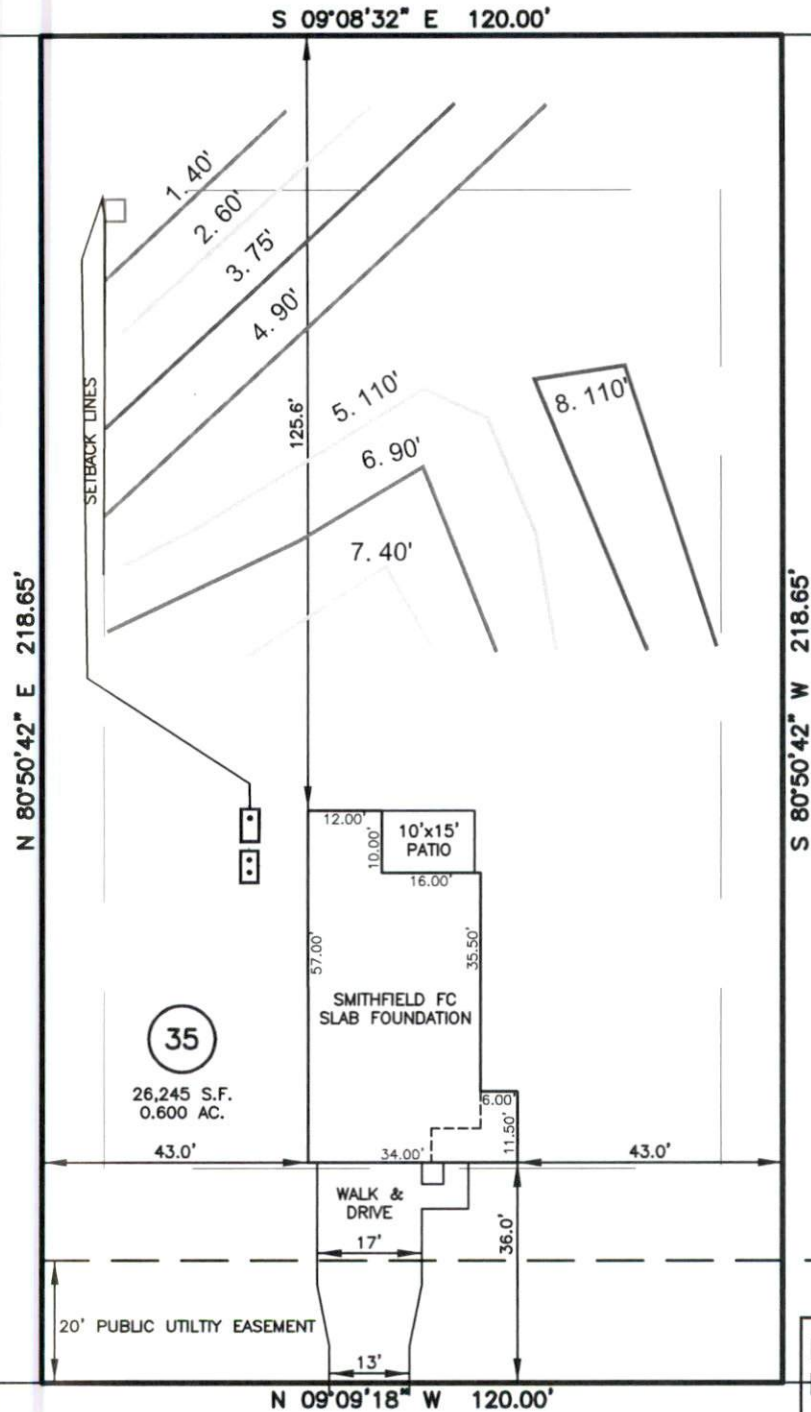 S 09°08'32" E 120.00'
1. 40'
2. 60'
3. 75'
4. 90'
5. 110'
6. 90'
7. 40'
8. 110'
125.6'
SETBACK LINES
N 80°50'42" E 218.65'
S 80°50'42" W 218.65'
12.00'
10.00'
10'x15'
PATIO
16.00'
57.00'
35.50'
SMITHFIELD FC
SLAB FOUNDATION
35
26,245 S.F.
0.600 AC.
6.00'
11.50'
43.0'
34.00'
43.0'
WALK &
DRIVE
36.0'
17'
20' PUBLIC UTILTIY EASEMENT
13'
N 09°09'18" W 120.00'